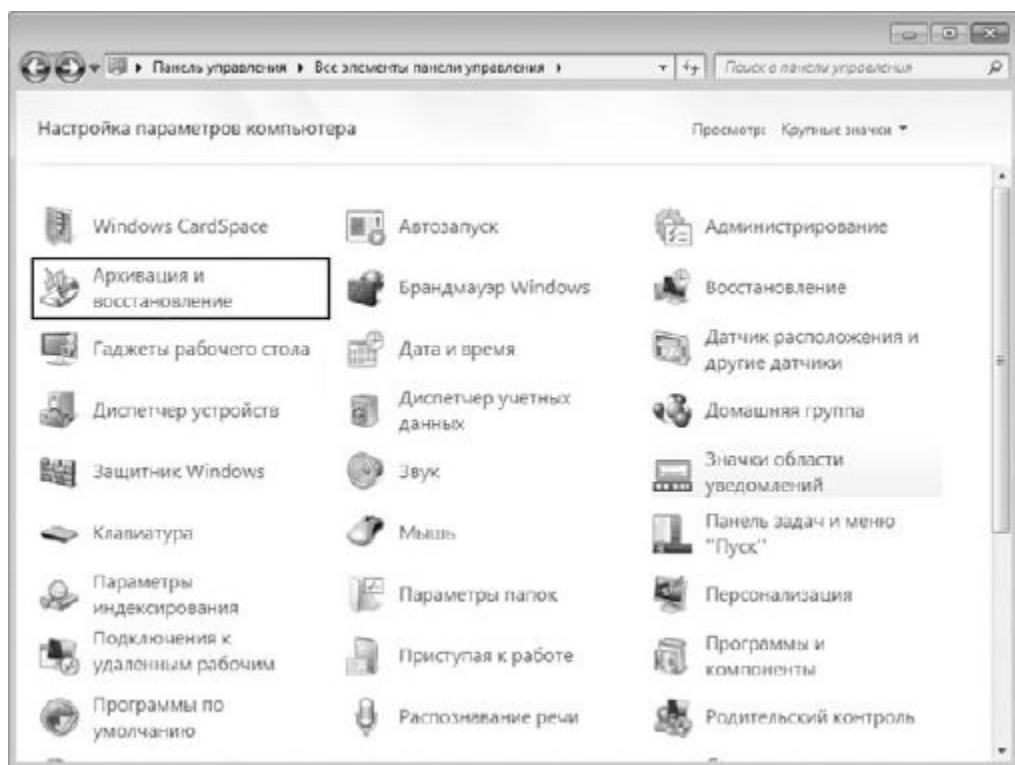 Панель управления
Все элементы панели управления
Поиск в панели управления
Настройка параметров компьютера
Просмотр: Крупные значки
Windows CardSpace
Автозапуск
Администрирование
Архивация и
восстановление
Брандмауэр Windows
Восстановление
Гаджеты рабочего стола
Дата и время
Датчик расположения и
другие датчики
Диспетчер устройств
Диспетчер учетных
данных
Домашняя группа
Защитник Windows
Звук
Значки области
уведомлений
Клавиатура
Мышь
Панель задач и меню
"Пуск"
Параметры
индексирования
Параметры папок
Персонализация
Подключения к
удаленным рабочим
Приступая к работе
Программы и
компоненты
Программы по
умолчанию
Распознавание речи
Родительский контроль